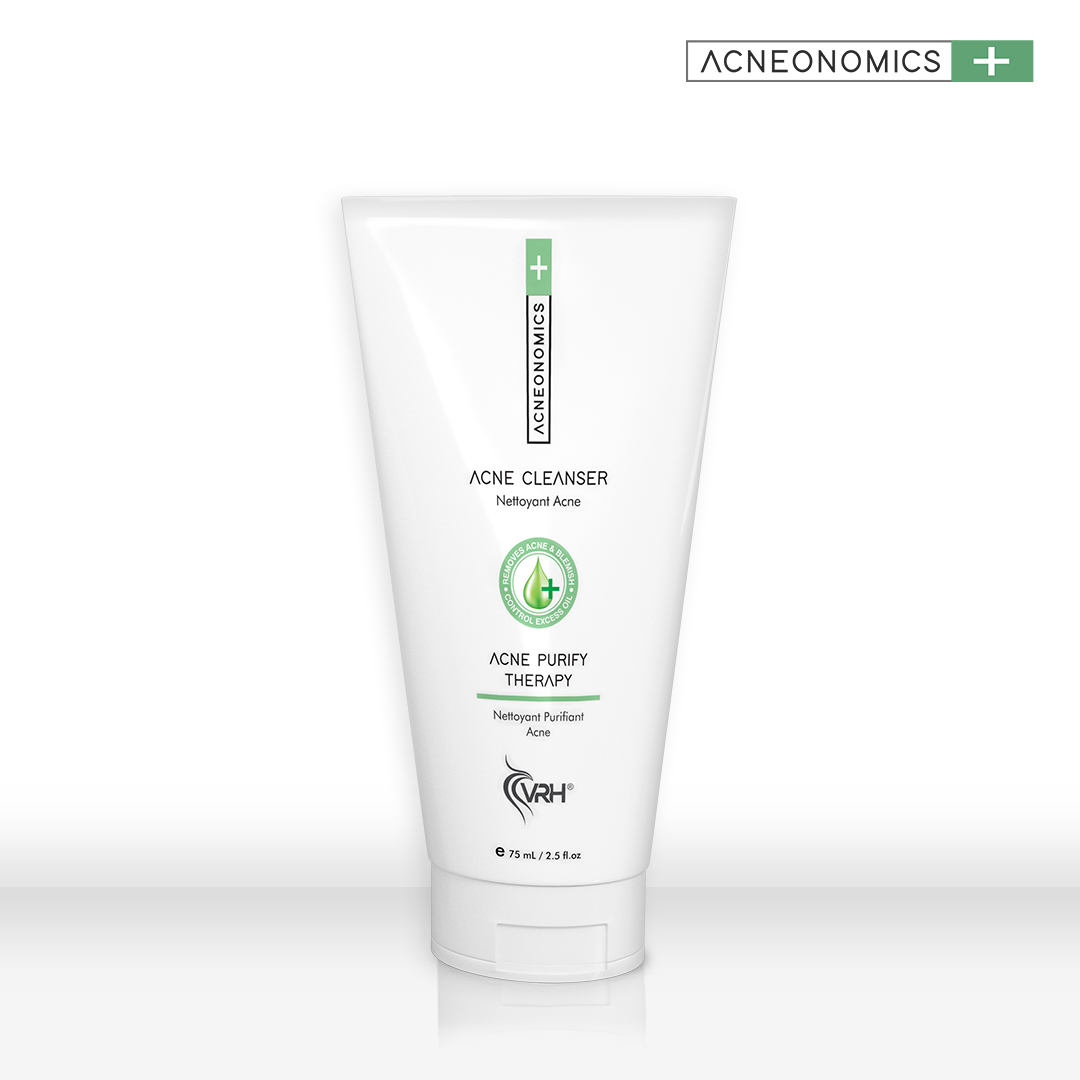 ACNEONOMICS +
+
ACNEONOMICS
ACNE CLEANSER
Nettoyant Acne
• REMOVES ACNE & BLEMISH •
CONTROL EXCESS OIL
ACNE PURIFY
THERAPY
Nettoyant Purifiant
Acne
VRH®
e 75 mL / 2.5 fl.oz